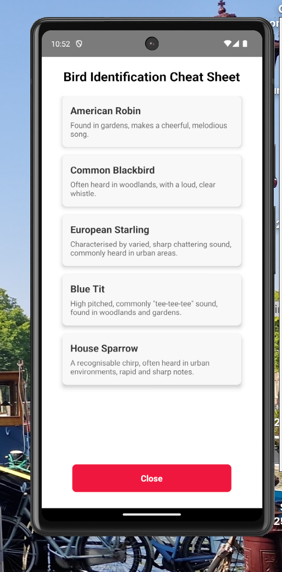 10:52
Bird Identification Cheat Sheet
American Robin
Found in gardens, makes a cheerful, melodious
song.
Common Blackbird
Often heard in woodlands, with a loud, clear
whistle.
European Starling
Characterised by varied, sharp chattering sound,
commonly heard in urban areas.
Blue Tit
High pitched, commonly "tee-tee-tee" sound,
found in woodlands and gardens.
House Sparrow
A recognisable chirp, often heard in urban
environments, rapid and sharp notes.
Close